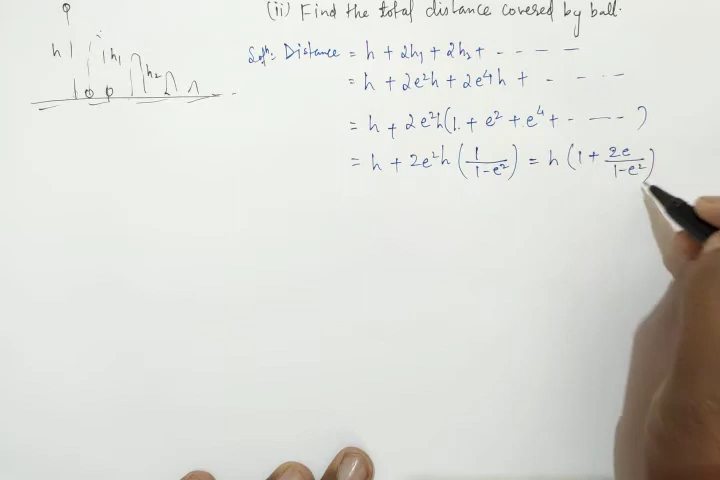 (ii) Find the total distance covered by ball.
h h₁ h₂
Solⁿ: Distance = h + 2h₁ + 2h₂ + - - - -
= h + 2e²h + 2e⁴h + - - - -
= h + 2e²h (1 + e² + e⁴ + - - - - )
= h + 2e²h (1/(1-e²)) = h (1 + 2e/(1-e²))